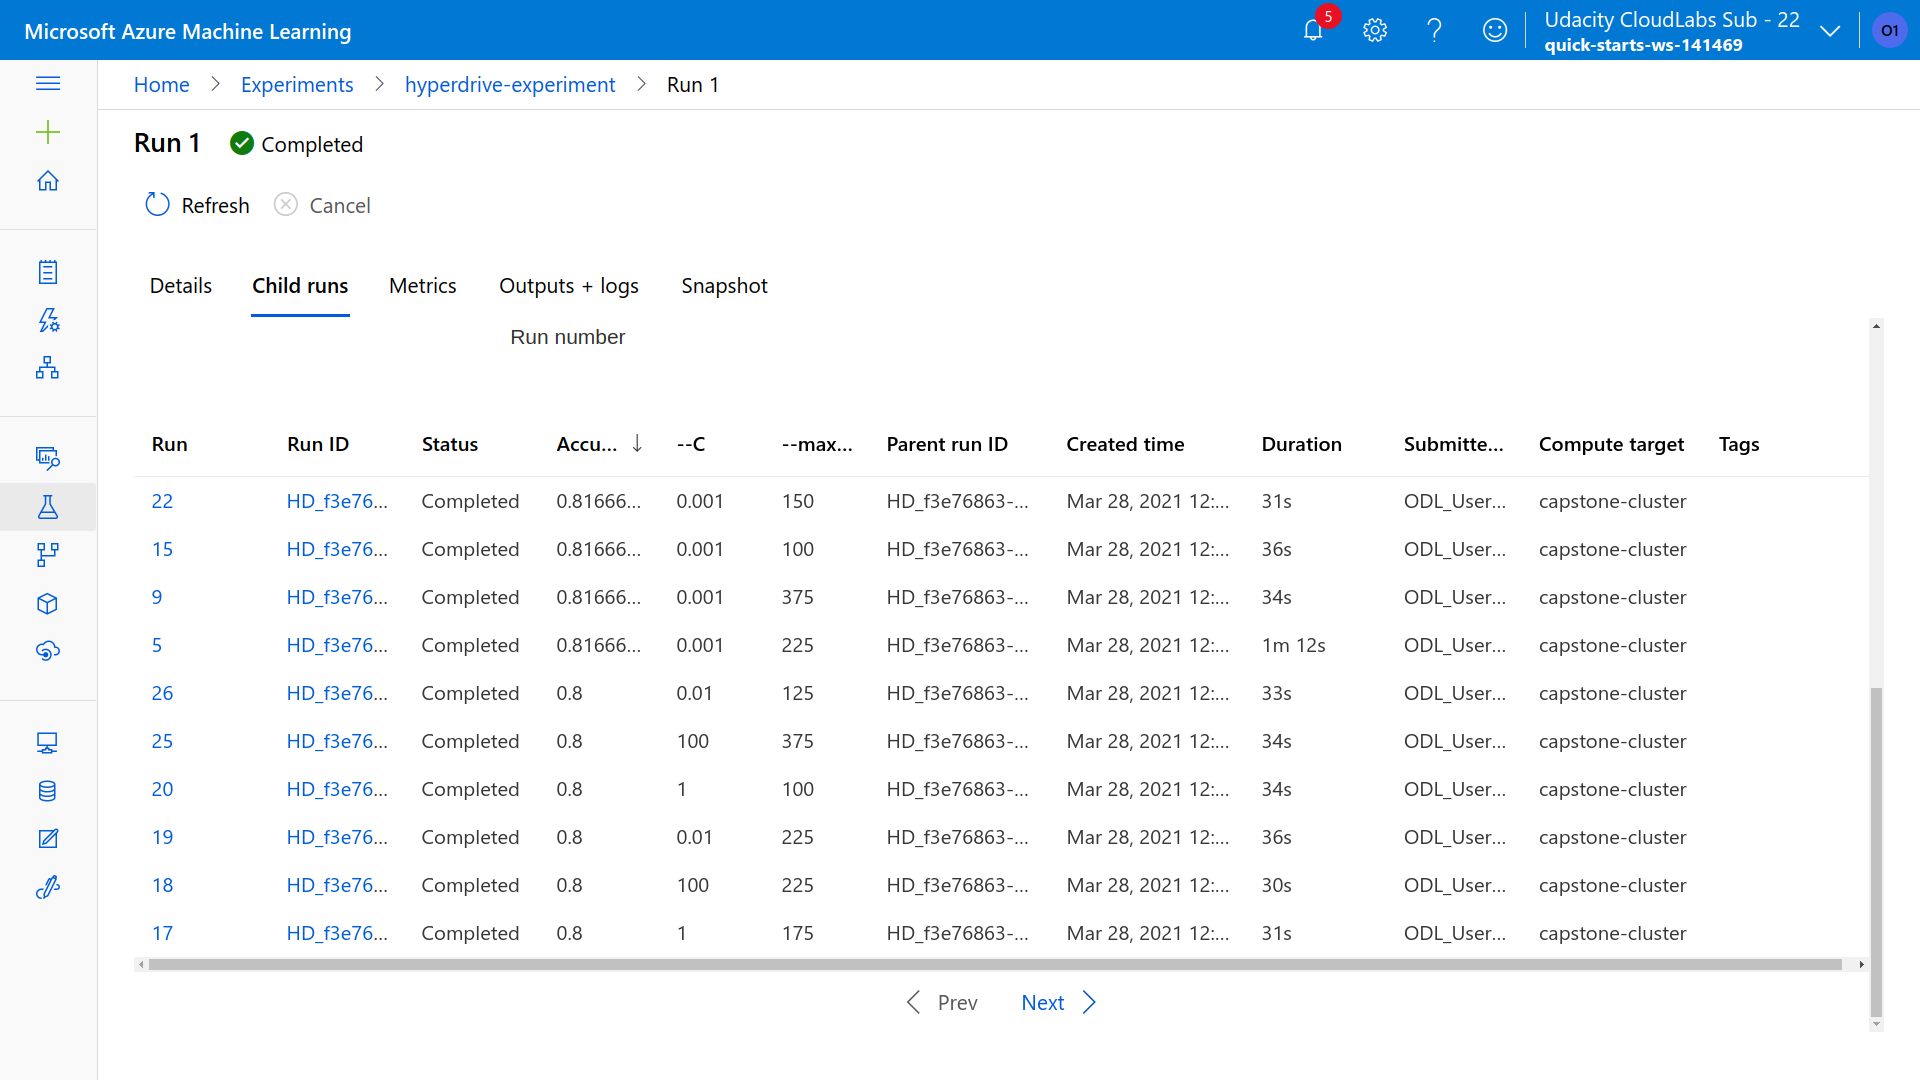 Microsoft Azure Machine Learning
5
Udacity CloudLabs Sub - 22
quick-starts-ws-141469
O1
Home > Experiments > hyperdrive-experiment > Run 1
Run 1 Completed
Refresh Cancel
Details Child runs Metrics Outputs + logs Snapshot
Run number
Run Run ID Status Accu... ↓ --C --max... Parent run ID Created time Duration Submitte... Compute target Tags
22 HD_f3e76... Completed 0.81666... 0.001 150 HD_f3e76863-... Mar 28, 2021 12:... 31s ODL_User... capstone-cluster
15 HD_f3e76... Completed 0.81666... 0.001 100 HD_f3e76863-... Mar 28, 2021 12:... 36s ODL_User... capstone-cluster
9 HD_f3e76... Completed 0.81666... 0.001 375 HD_f3e76863-... Mar 28, 2021 12:... 34s ODL_User... capstone-cluster
5 HD_f3e76... Completed 0.81666... 0.001 225 HD_f3e76863-... Mar 28, 2021 12:... 1m 12s ODL_User... capstone-cluster
26 HD_f3e76... Completed 0.8 0.01 125 HD_f3e76863-... Mar 28, 2021 12:... 33s ODL_User... capstone-cluster
25 HD_f3e76... Completed 0.8 100 375 HD_f3e76863-... Mar 28, 2021 12:... 34s ODL_User... capstone-cluster
20 HD_f3e76... Completed 0.8 1 100 HD_f3e76863-... Mar 28, 2021 12:... 34s ODL_User... capstone-cluster
19 HD_f3e76... Completed 0.8 0.01 225 HD_f3e76863-... Mar 28, 2021 12:... 36s ODL_User... capstone-cluster
18 HD_f3e76... Completed 0.8 100 225 HD_f3e76863-... Mar 28, 2021 12:... 30s ODL_User... capstone-cluster
17 HD_f3e76... Completed 0.8 1 175 HD_f3e76863-... Mar 28, 2021 12:... 31s ODL_User... capstone-cluster
Prev Next